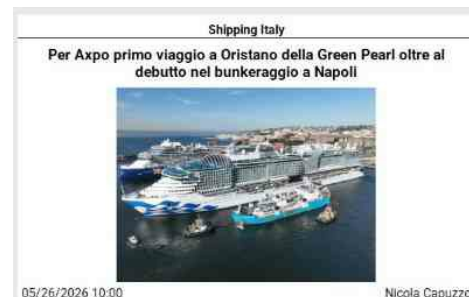 Shipping Italy
Per Axpo primo viaggio a Oristano della Green Pearl oltre al
debutto nel bunkeraggio a Napoli
05/26/2026 10:00
Nicola Capuzzo